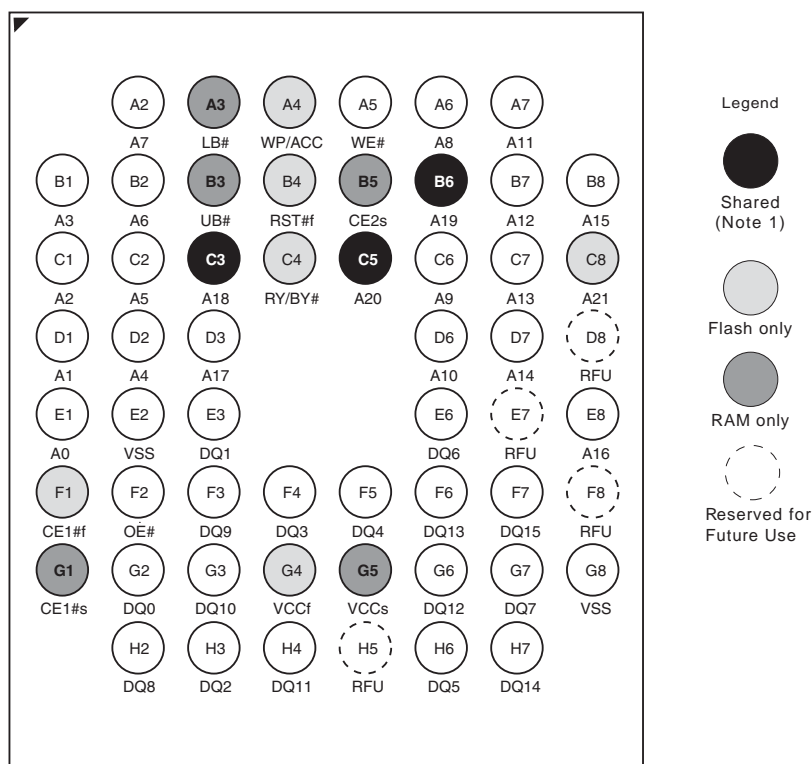 A2 A3 A4 A5 A6 A7
A7 LB# WP/ACC WE# A8 A11
B1 B2 B3 B4 B5 B6 B7 B8
A3 A6 UB# RST#f CE2s A19 A12 A15
C1 C2 C3 C4 C5 C6 C7 C8
A2 A5 A18 RY/BY# A20 A9 A13 A21
D1 D2 D3 D6 D7 D8
A1 A4 A17 A10 A14 RFU
E1 E2 E3 E6 E7 E8
A0 VSS DQ1 DQ6 RFU A16
F1 F2 F3 F4 F5 F6 F7 F8
CE1#f OE# DQ9 DQ3 DQ4 DQ13 DQ15 RFU
G1 G2 G3 G4 G5 G6 G7 G8
CE1#s DQ0 DQ10 VCCf VCCs DQ12 DQ7 VSS
H2 H3 H4 H5 H6 H7
DQ8 DQ2 DQ11 RFU DQ5 DQ14
Legend
Shared
(Note 1)
Flash only
RAM only
Reserved for
Future Use